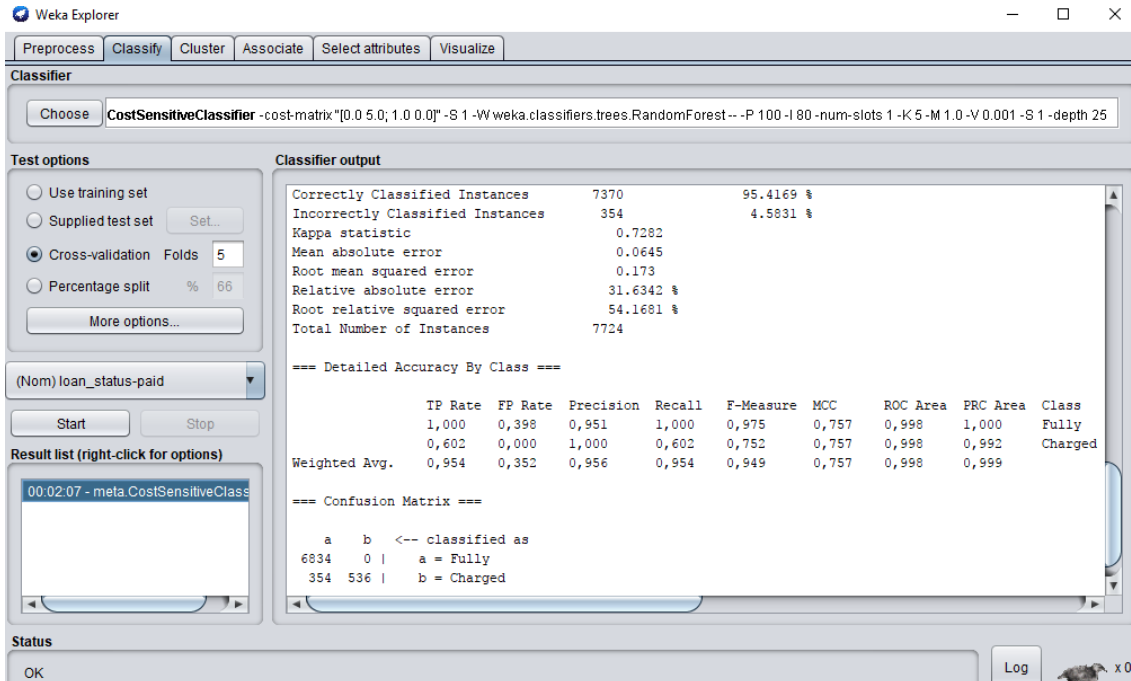 Weka Explorer
Preprocess Classify Cluster Associate Select attributes Visualize
Classifier
Choose CostSensitiveClassifier -cost-matrix "[0.0 5.0; 1.0 0.0]" -S 1 -W weka.classifiers.trees.RandomForest -- -P 100 -I 80 -num-slots 1 -K 5 -M 1.0 -V 0.001 -S 1 -depth 25
Test options
Use training set
Supplied test set Set...
Cross-validation Folds 5
Percentage split % 66
More options...
(Nom) loan_status-paid
Start Stop
Result list (right-click for options)
00:02:07 - meta.CostSensitiveClass
Classifier output
Correctly Classified Instances 7370 95.4169 %
Incorrectly Classified Instances 354 4.5831 %
Kappa statistic 0.7282
Mean absolute error 0.0645
Root mean squared error 0.173
Relative absolute error 31.6342 %
Root relative squared error 54.1681 %
Total Number of Instances 7724
=== Detailed Accuracy By Class ===
TP Rate FP Rate Precision Recall F-Measure MCC ROC Area PRC Area Class
1,000 0,398 0,951 1,000 0,975 0,757 0,998 1,000 Fully
0,602 0,000 1,000 0,602 0,752 0,757 0,998 0,992 Charged
Weighted Avg. 0,954 0,352 0,956 0,954 0,949 0,757 0,998 0,999
=== Confusion Matrix ===
a b <-- classified as
6834 0 | a = Fully
354 536 | b = Charged
Status
OK
Log x 0